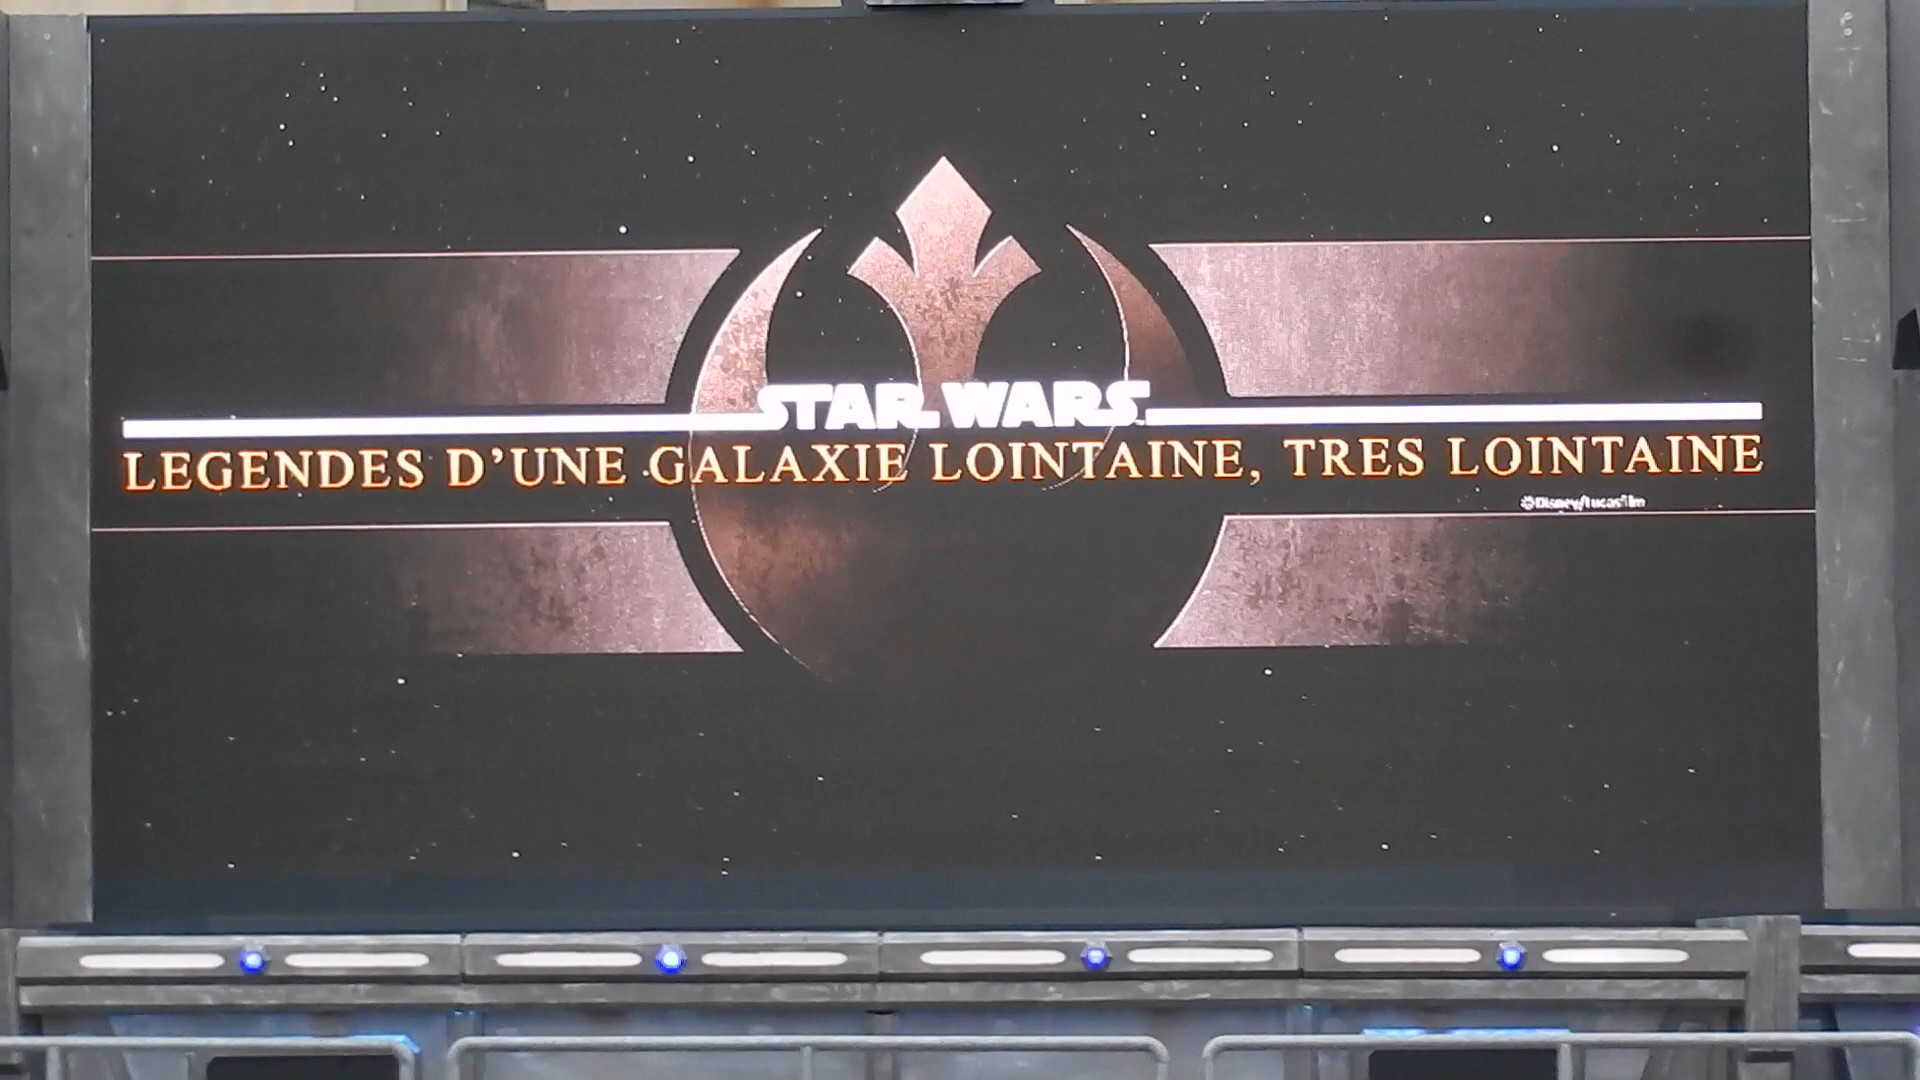 STAR WARS
LEGENDES D'UNE GALAXIE LOINTAINE, TRES LOINTAINE
©Disney/Lucasfilm